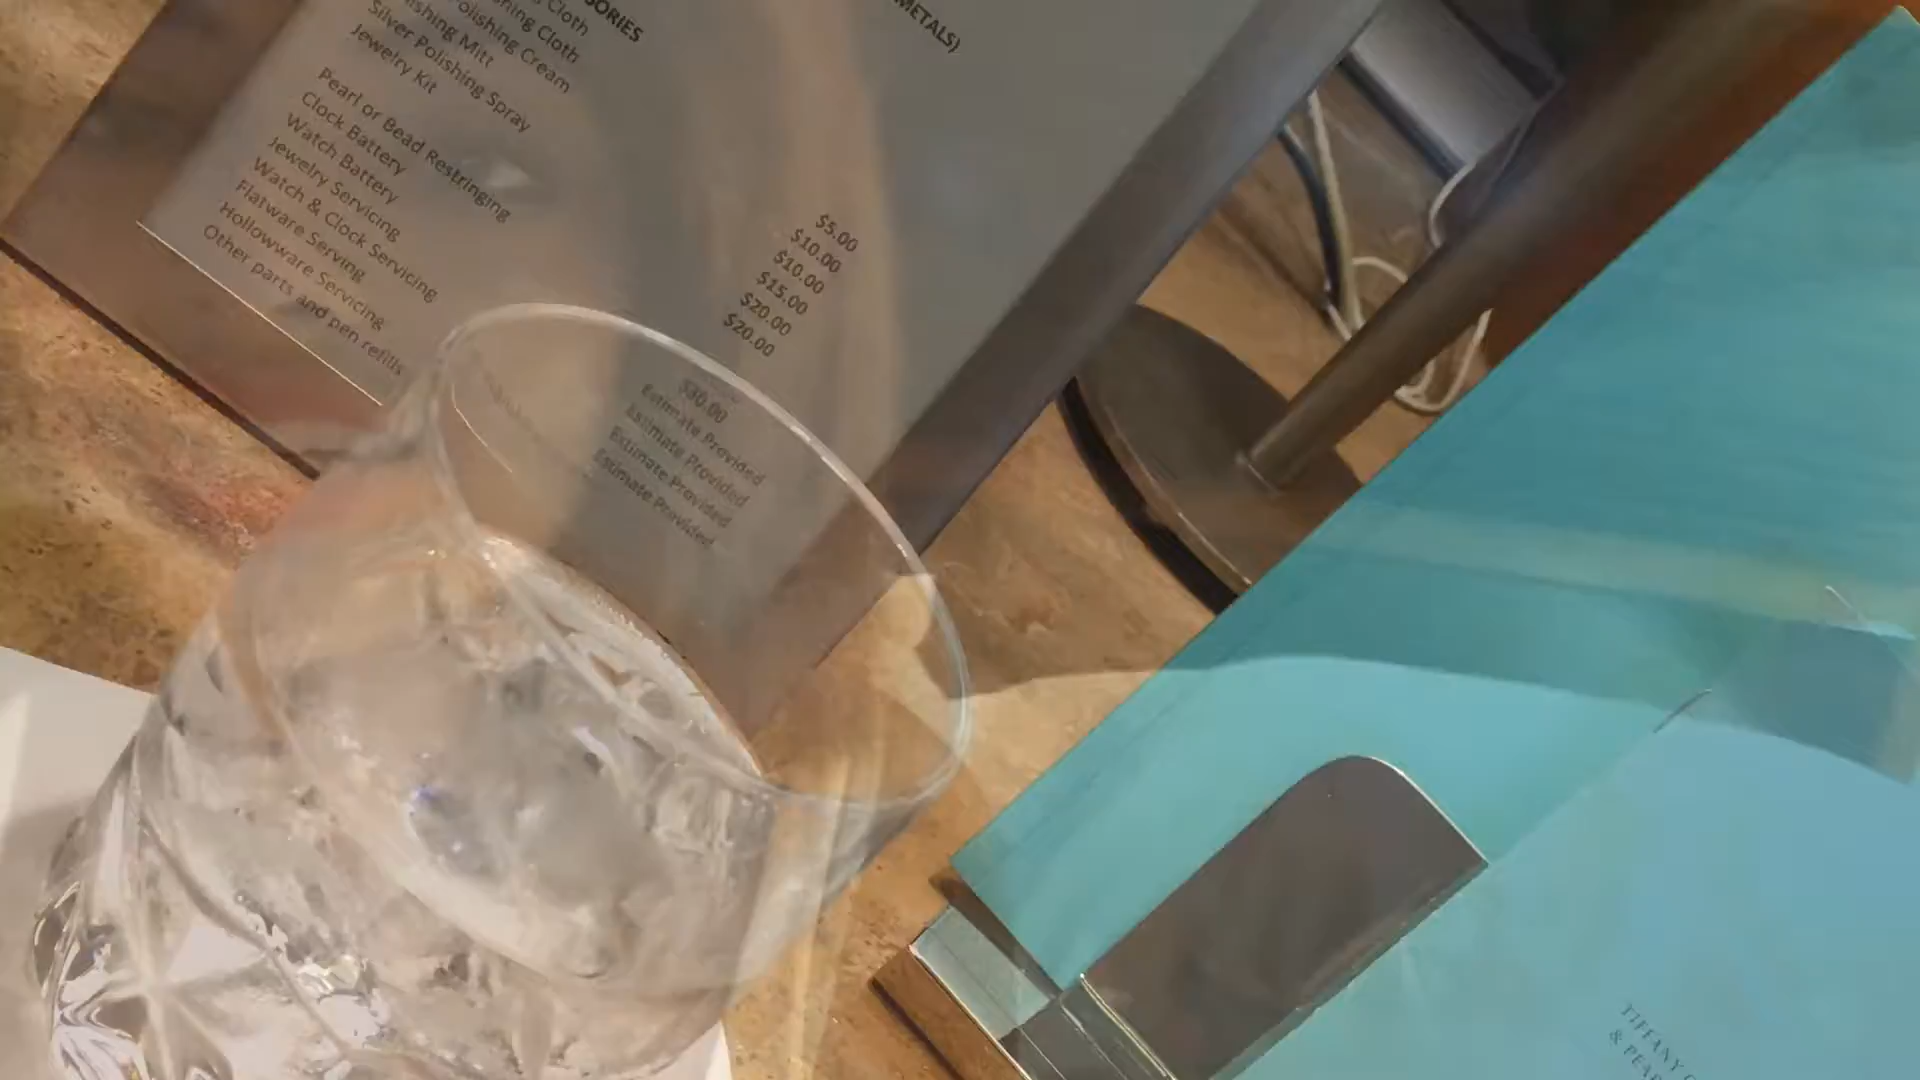 METALS)
ORIES
Cloth
hing Cloth
olishing Cream
ishing Mitt
Silver Polishing Spray
Jewelry Kit
Pearl or Bead Restringing
Clock Battery
Watch Battery
Jewelry Servicing
Watch & Clock Servicing
Flatware Serving
Hollowware Servicing
Other parts and pen refills
$5.00
$10.00
$10.00
$15.00
$20.00
$20.00
$30.00
Estimate Provided
Estimate Provided
Estimate Provided
Estimate Provided
TIFFANY
& PEA